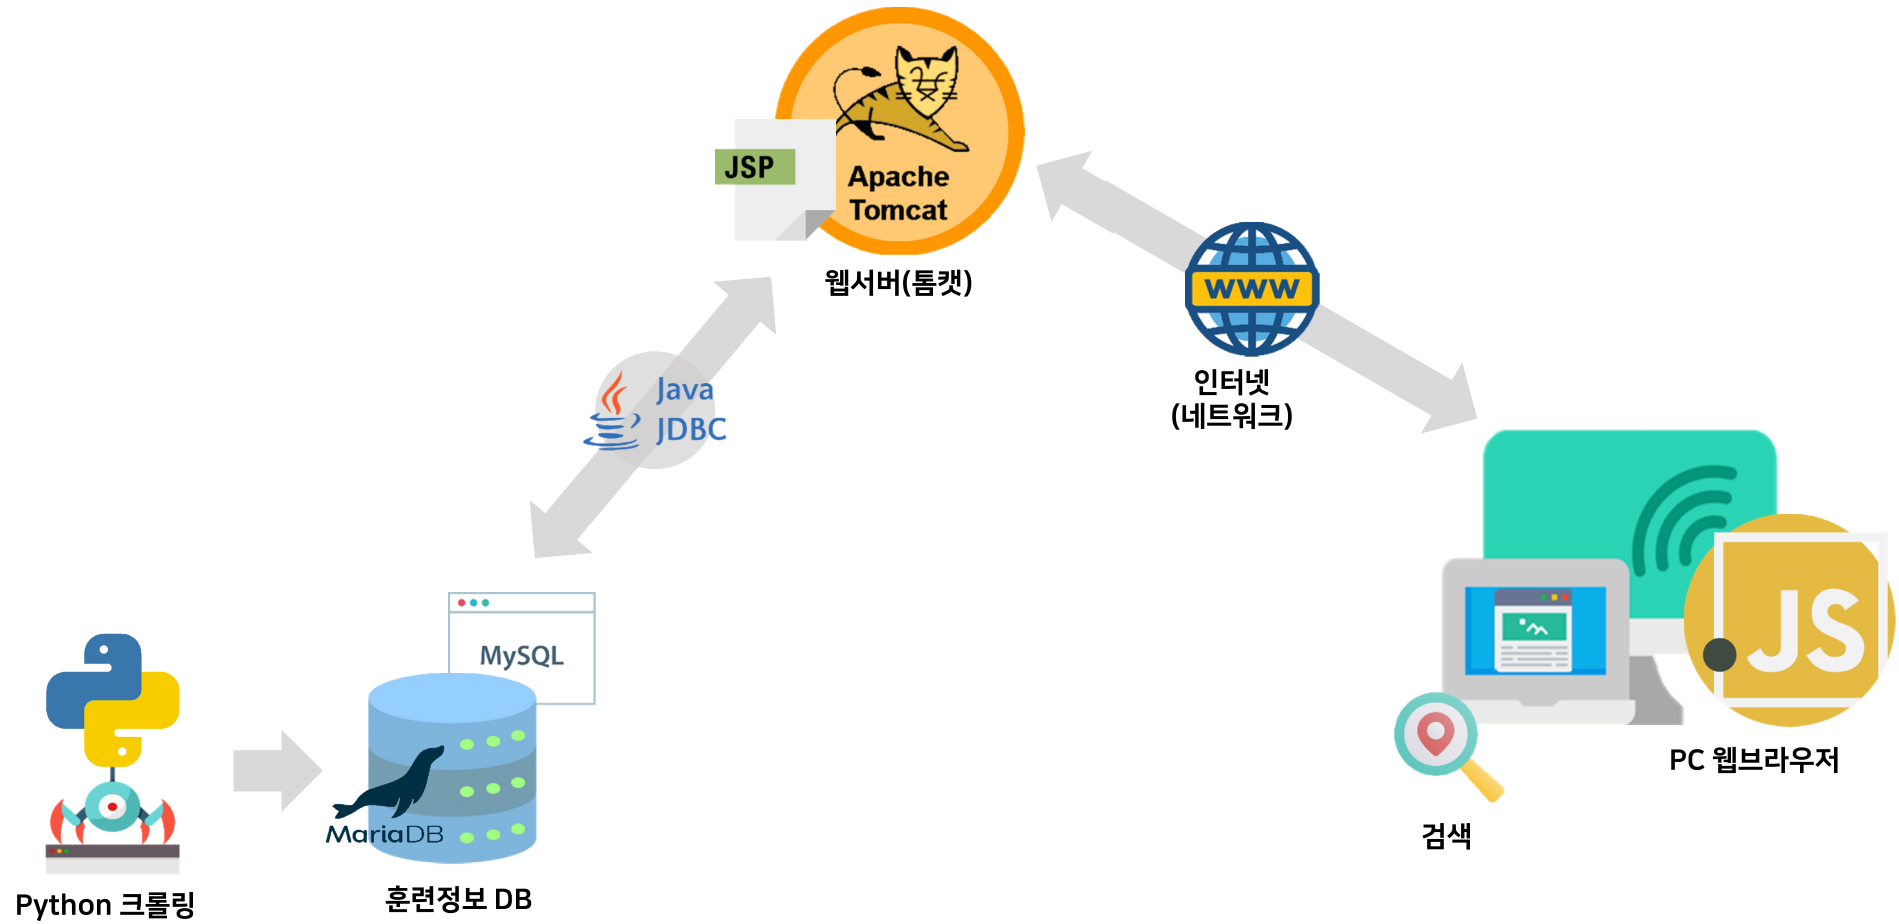 JSP
Apache
Tomcat
웹서버(톰캣)
WWW
인터넷
(네트워크)
Java
JDBC
MySQL
MariaDB
JS
PC 웹브라우저
검색
훈련정보 DB
Python 크롤링